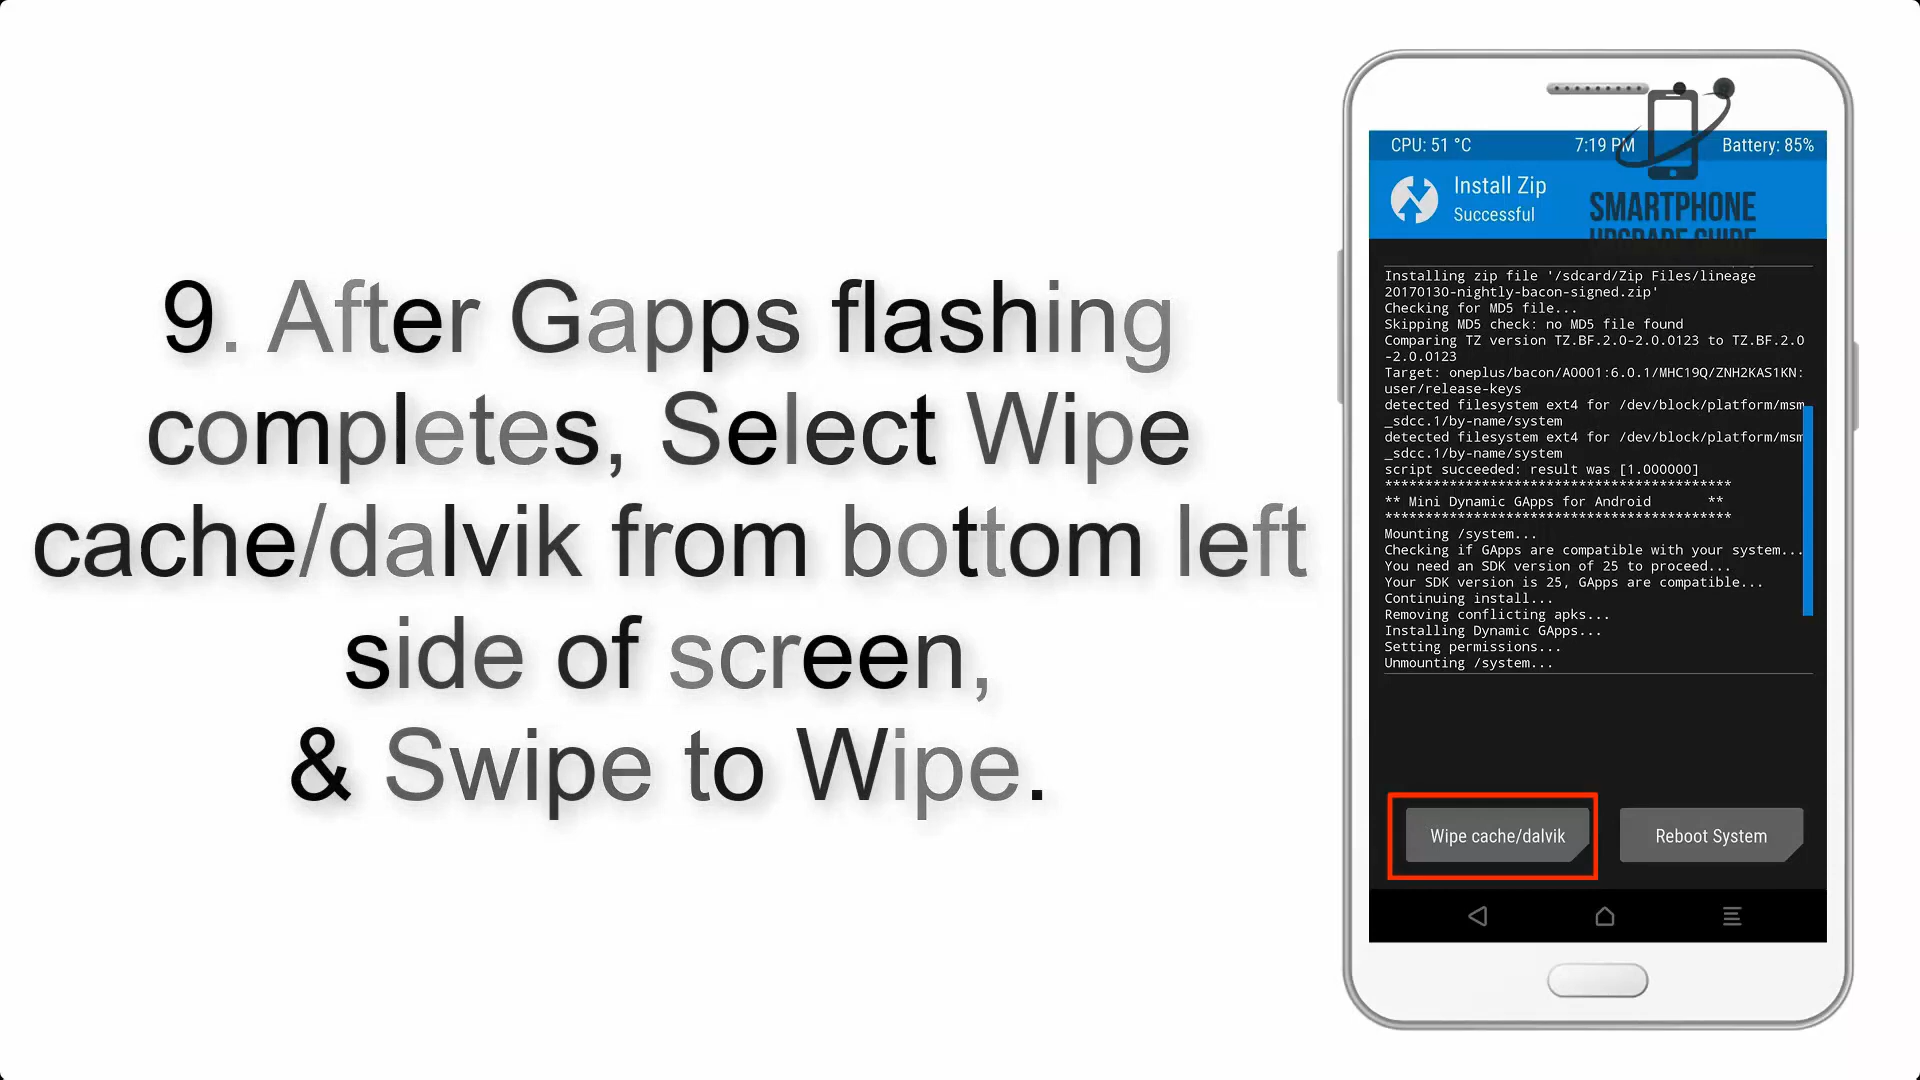 9. After Gapps flashing
completes, Select Wipe
cache/dalvik from bottom left
side of screen,
& Swipe to Wipe.
CPU: 51 °C 7:19 PM Battery: 85%
Install Zip
Successful
SMARTPHONE
UPGRADE GUIDE
Installing zip file '/sdcard/Zip Files/lineage
20170130-nightly-bacon-signed.zip'
Checking for MD5 file...
Skipping MD5 check: no MD5 file found
Comparing TZ version TZ.BF.2.0-2.0.0123 to TZ.BF.2.0
-2.0.0123
Target: oneplus/bacon/A0001:6.0.1/MHC19Q/ZNH2KAS1KN:
user/release-keys
detected filesystem ext4 for /dev/block/platform/msm
_sdcc.1/by-name/system
detected filesystem ext4 for /dev/block/platform/msm
_sdcc.1/by-name/system
script succeeded: result was [1.000000]
*******************************************
** Mini Dynamic GApps for Android **
*******************************************
Mounting /system...
Checking if GApps are compatible with your system...
You need an SDK version of 25 to proceed...
Your SDK version is 25, GApps are compatible...
Continuing install...
Removing conflicting apks...
Installing Dynamic GApps...
Setting permissions...
Unmounting /system...
Wipe cache/dalvik Reboot System